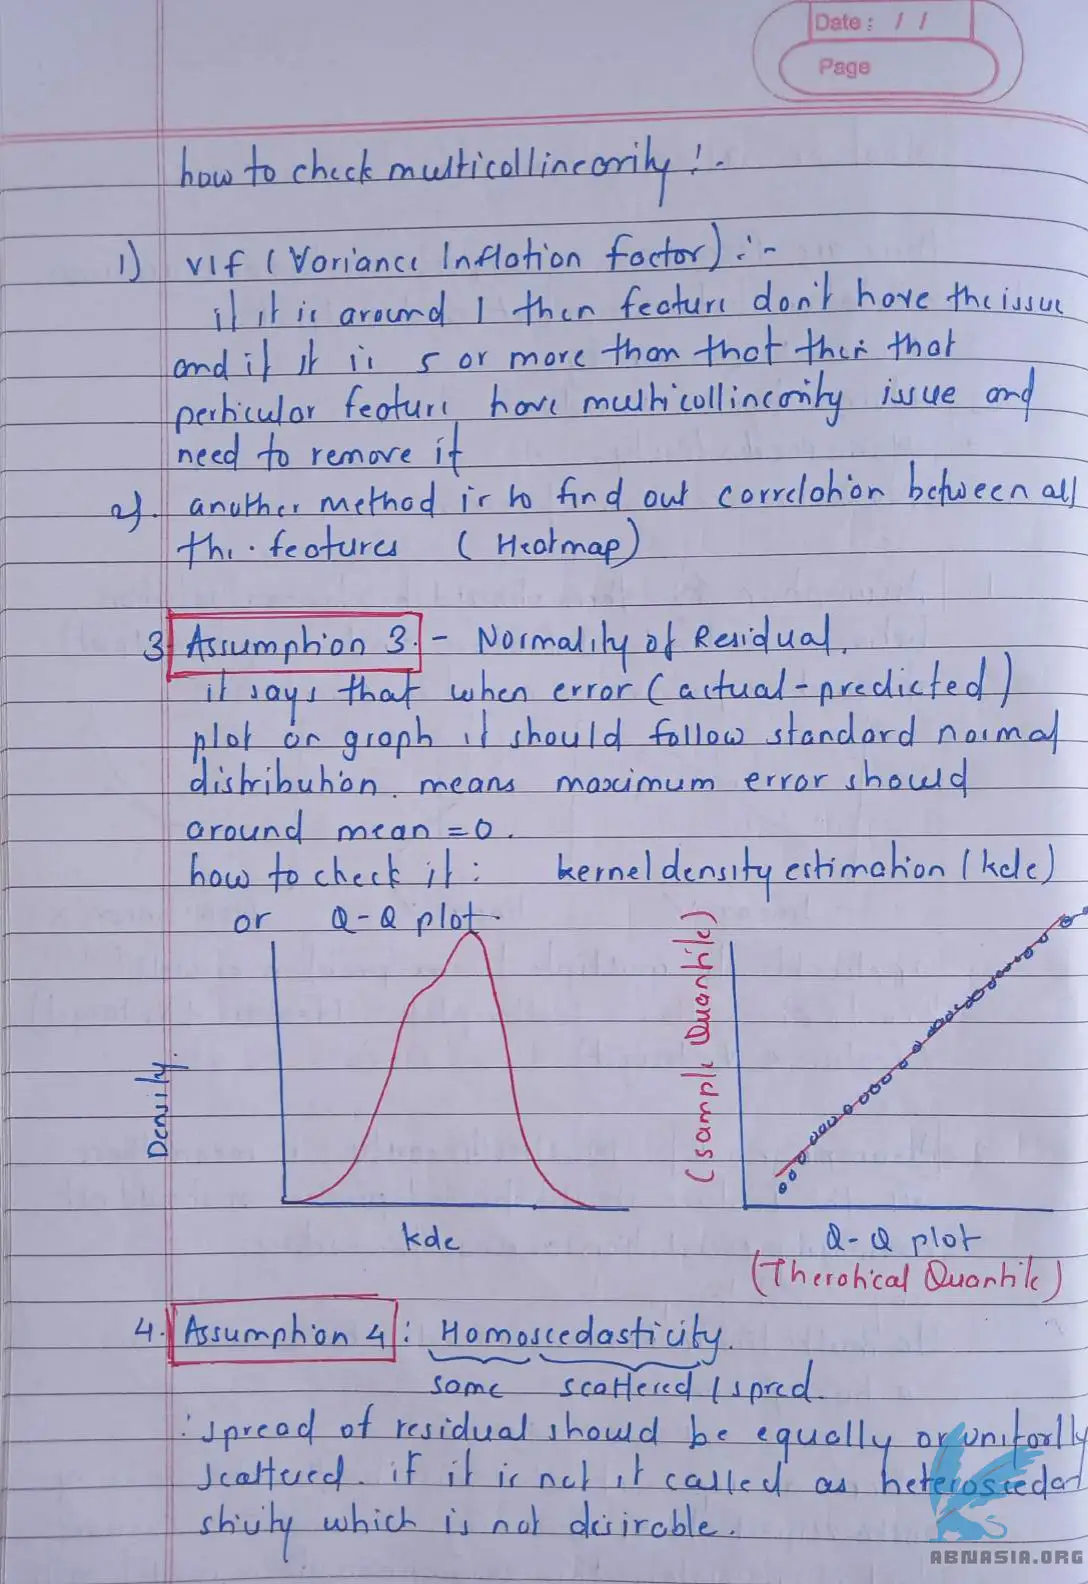 Date : / /
Page
how to check multicollinearity! -
1) VIF (Variance Inflation factor) :-
if it is around 1 then feature don't have the issue
and if it is 5 or more than that then that
perticular feature have multicollinearity issue and
need to remove it
2). another method is to find out correlation between all
the features (Heatmap)
3. Assumption 3. - Normality of Residual.
it says that when error (actual-predicted)
plot on graph it should follow standard normal
distribution. means maximum error should
around mean = 0.
how to check it : kernel density estimation (kde)
or Q-Q plot.
Density.
kde
(sample Quantile)
Q-Q plot
(Therotical Quantile)
4. Assumption 4 : Homoscedasticity.
same scattered / spred.
: spread of residual should be equally or uniforlly
scattered. if it is not it called as heterosceda
sticity which is not desirable.
ABNASIA.ORG